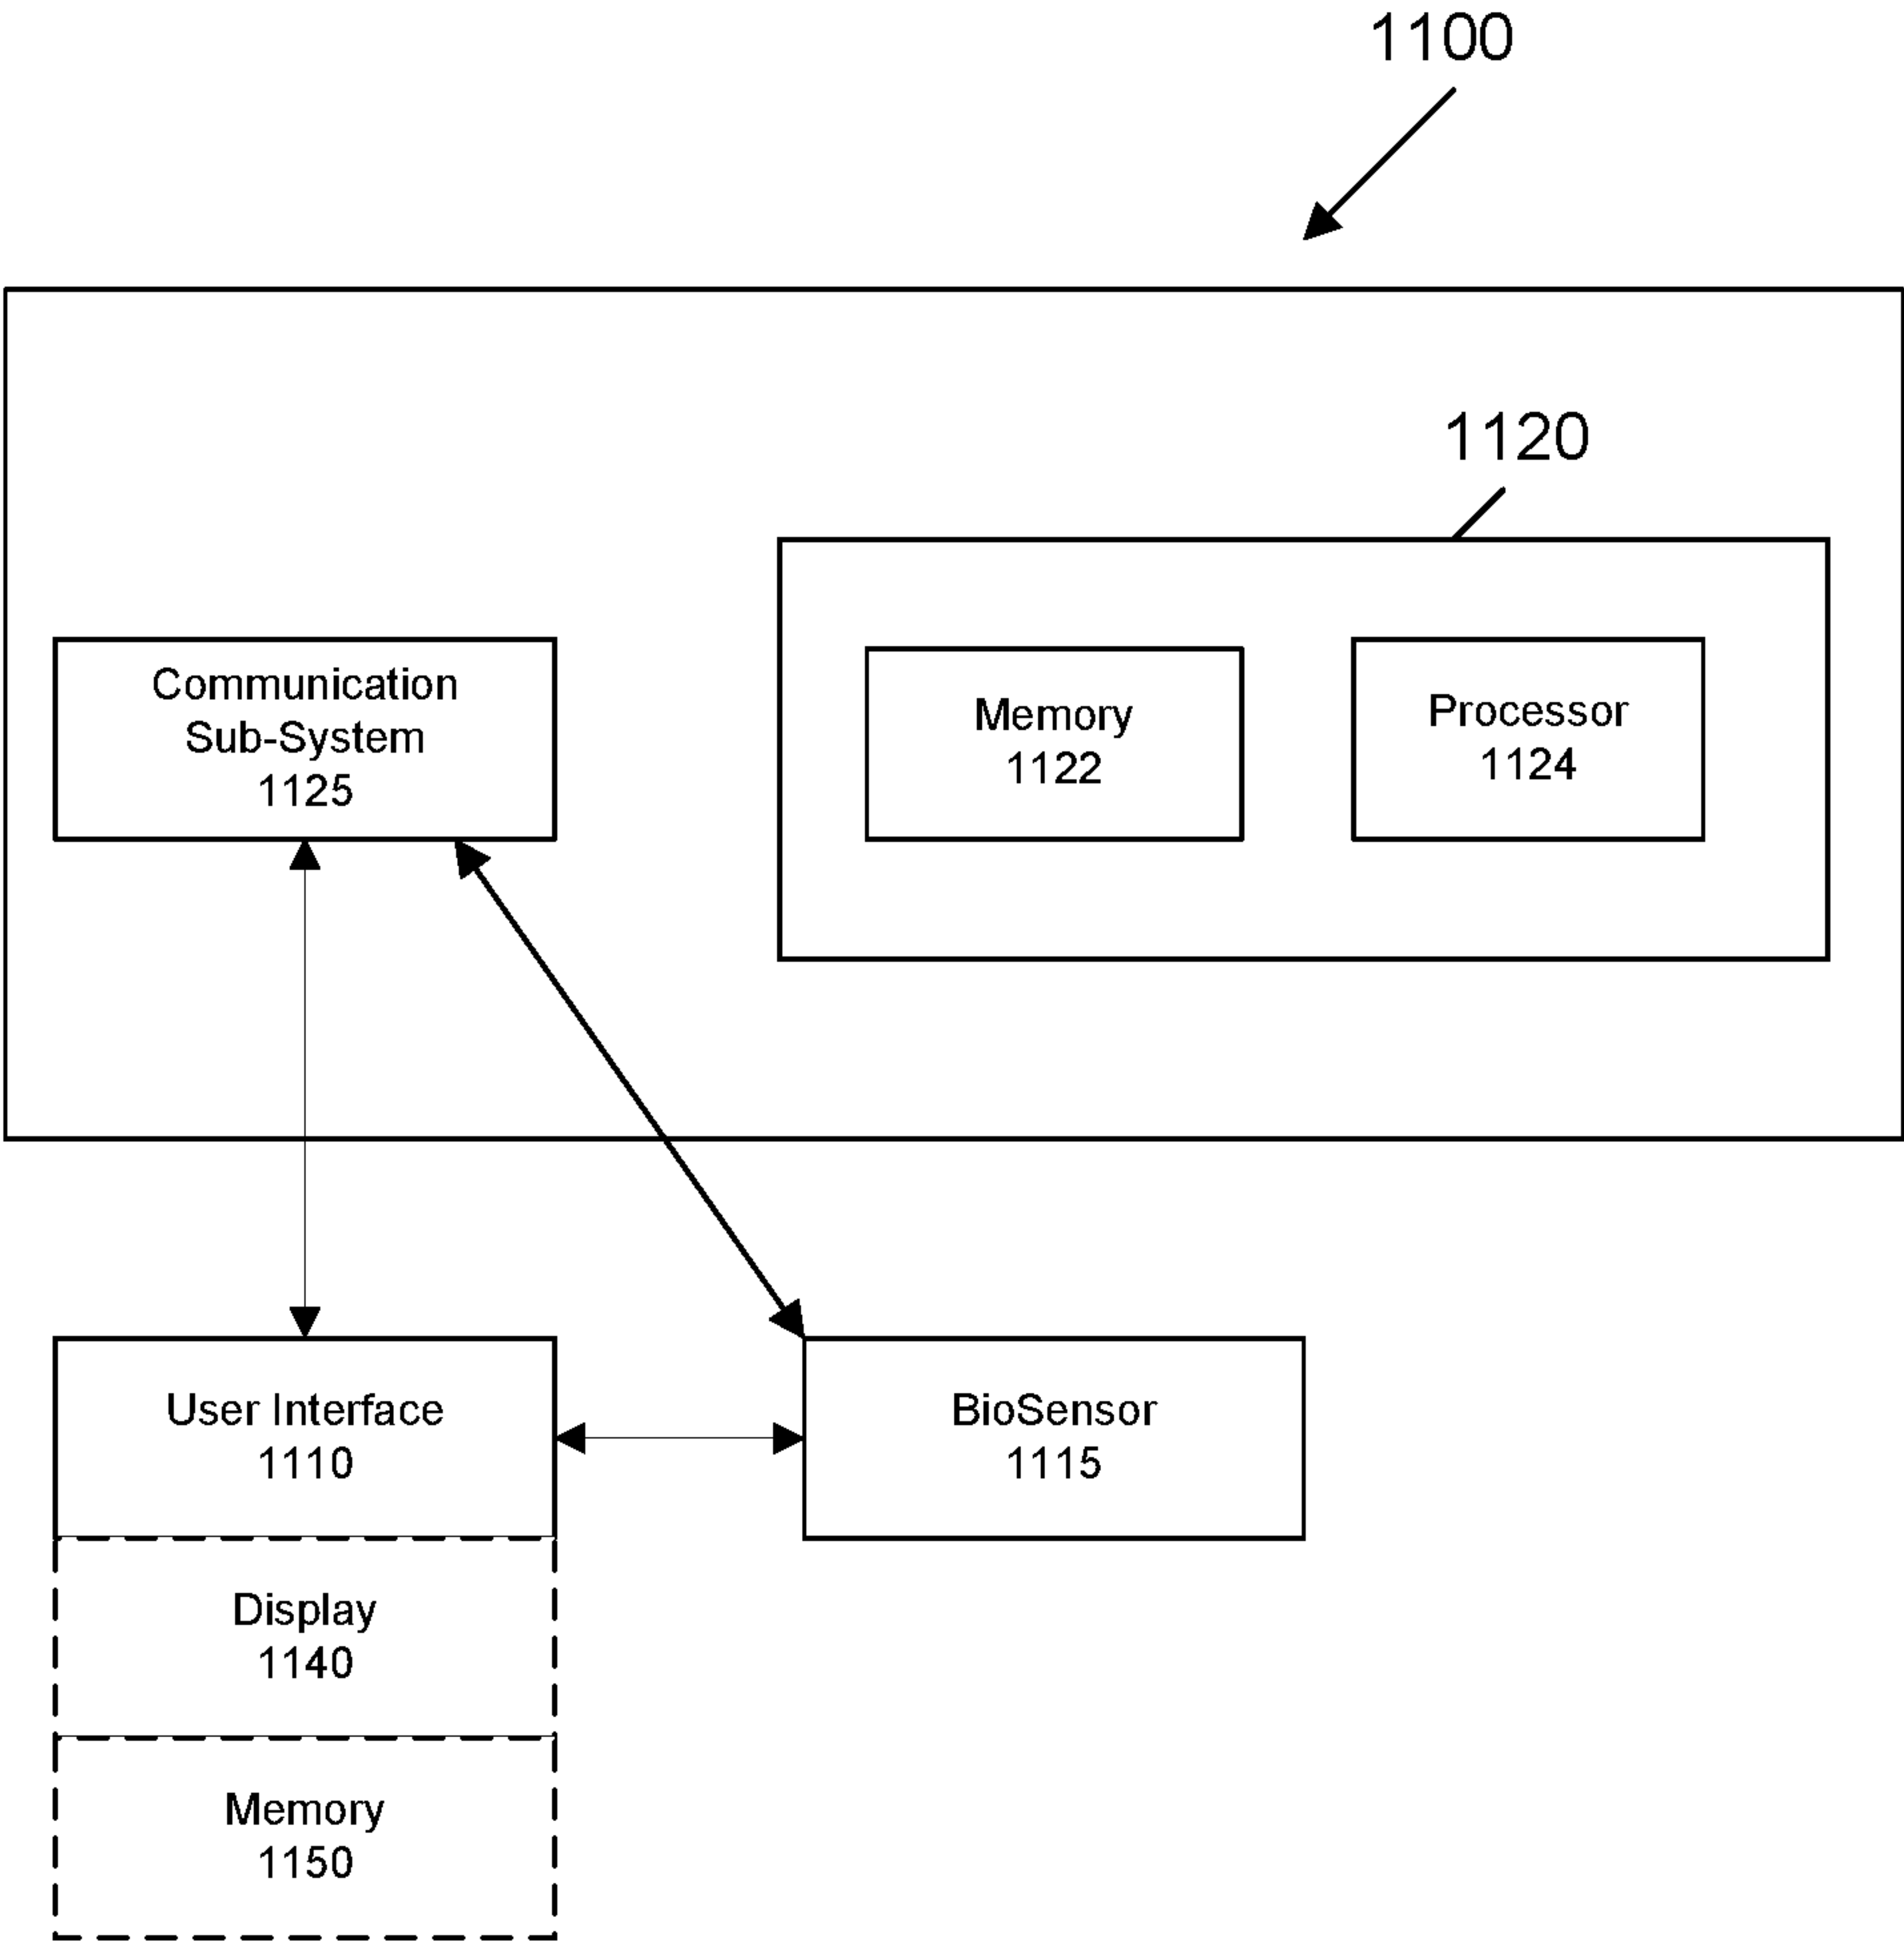 1100
1120
Communication
Sub-System
1125
Memory
1122
Processor
1124
User Interface
1110
BioSensor
1115
Display
1140
Memory
1150